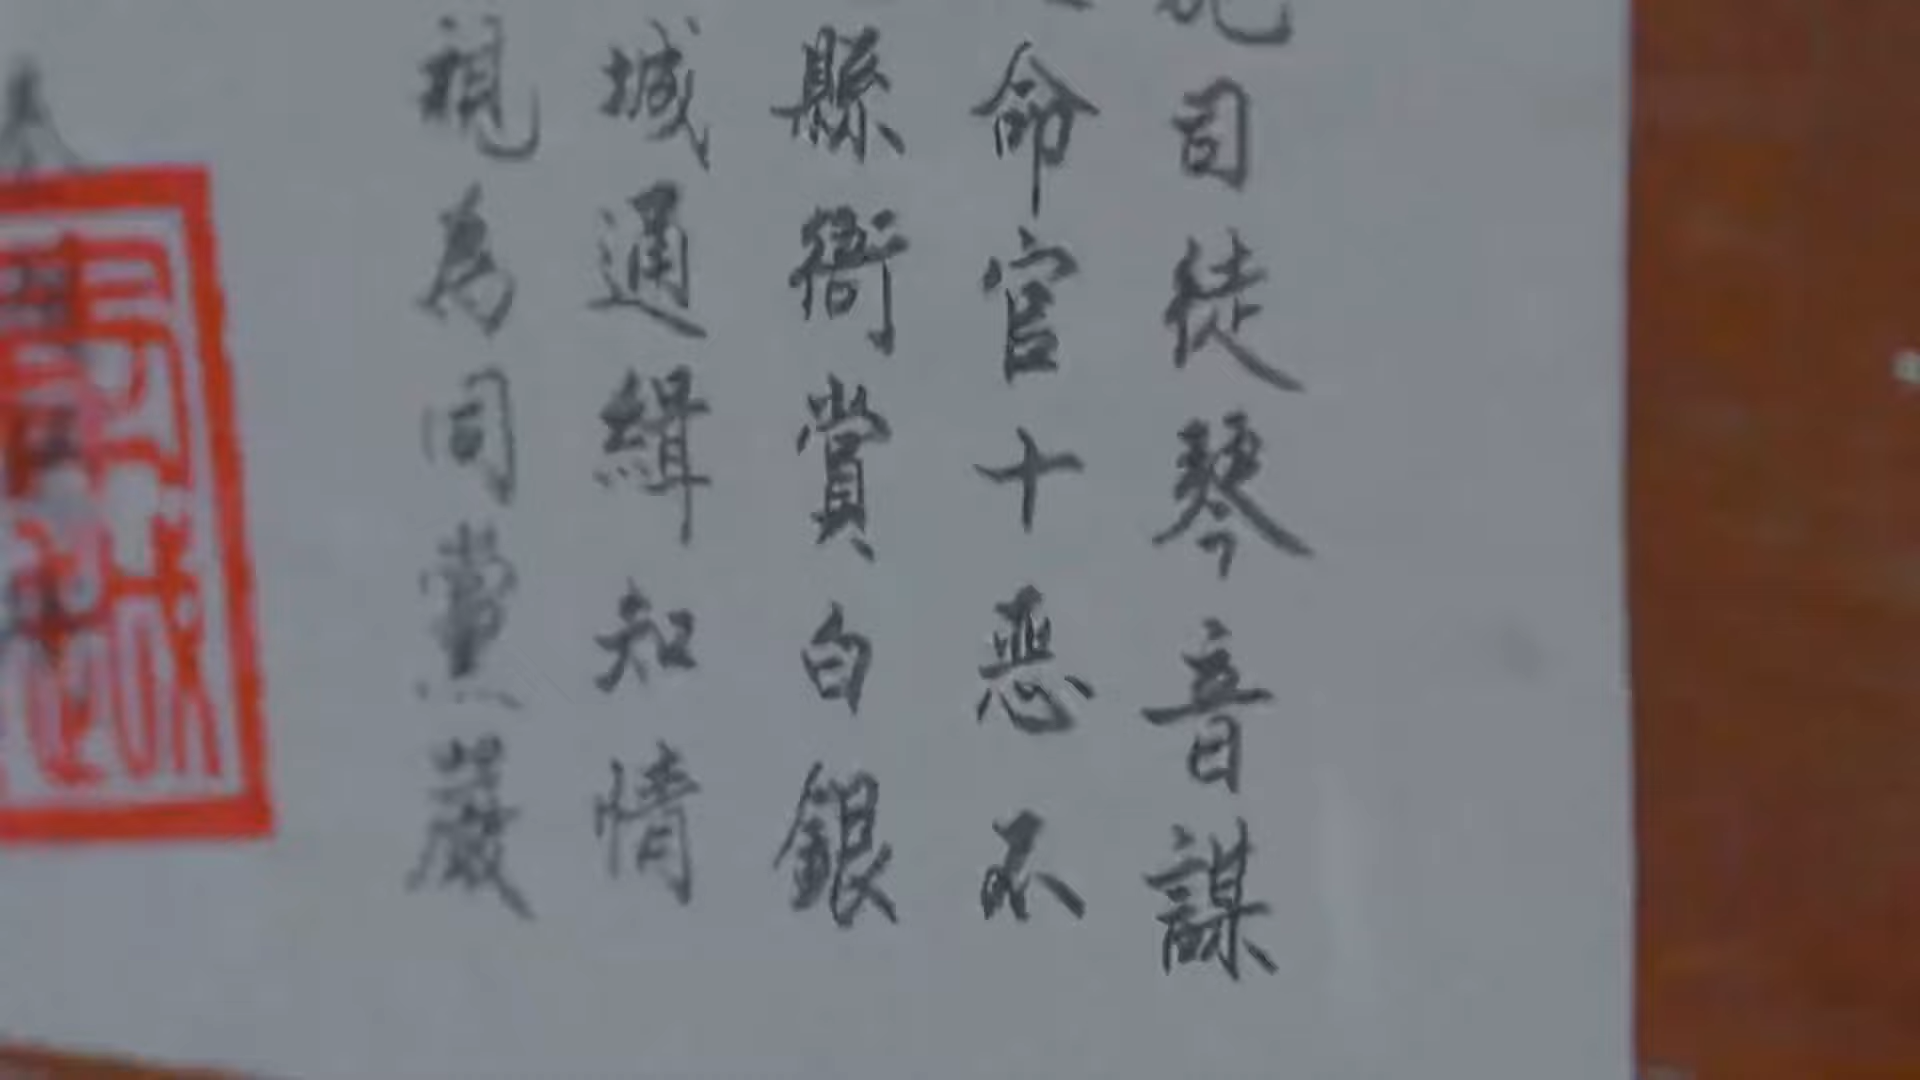 司徒琴音謀
命官十惡不
縣衙賞白銀
城通緝知情
視為同黨嚴